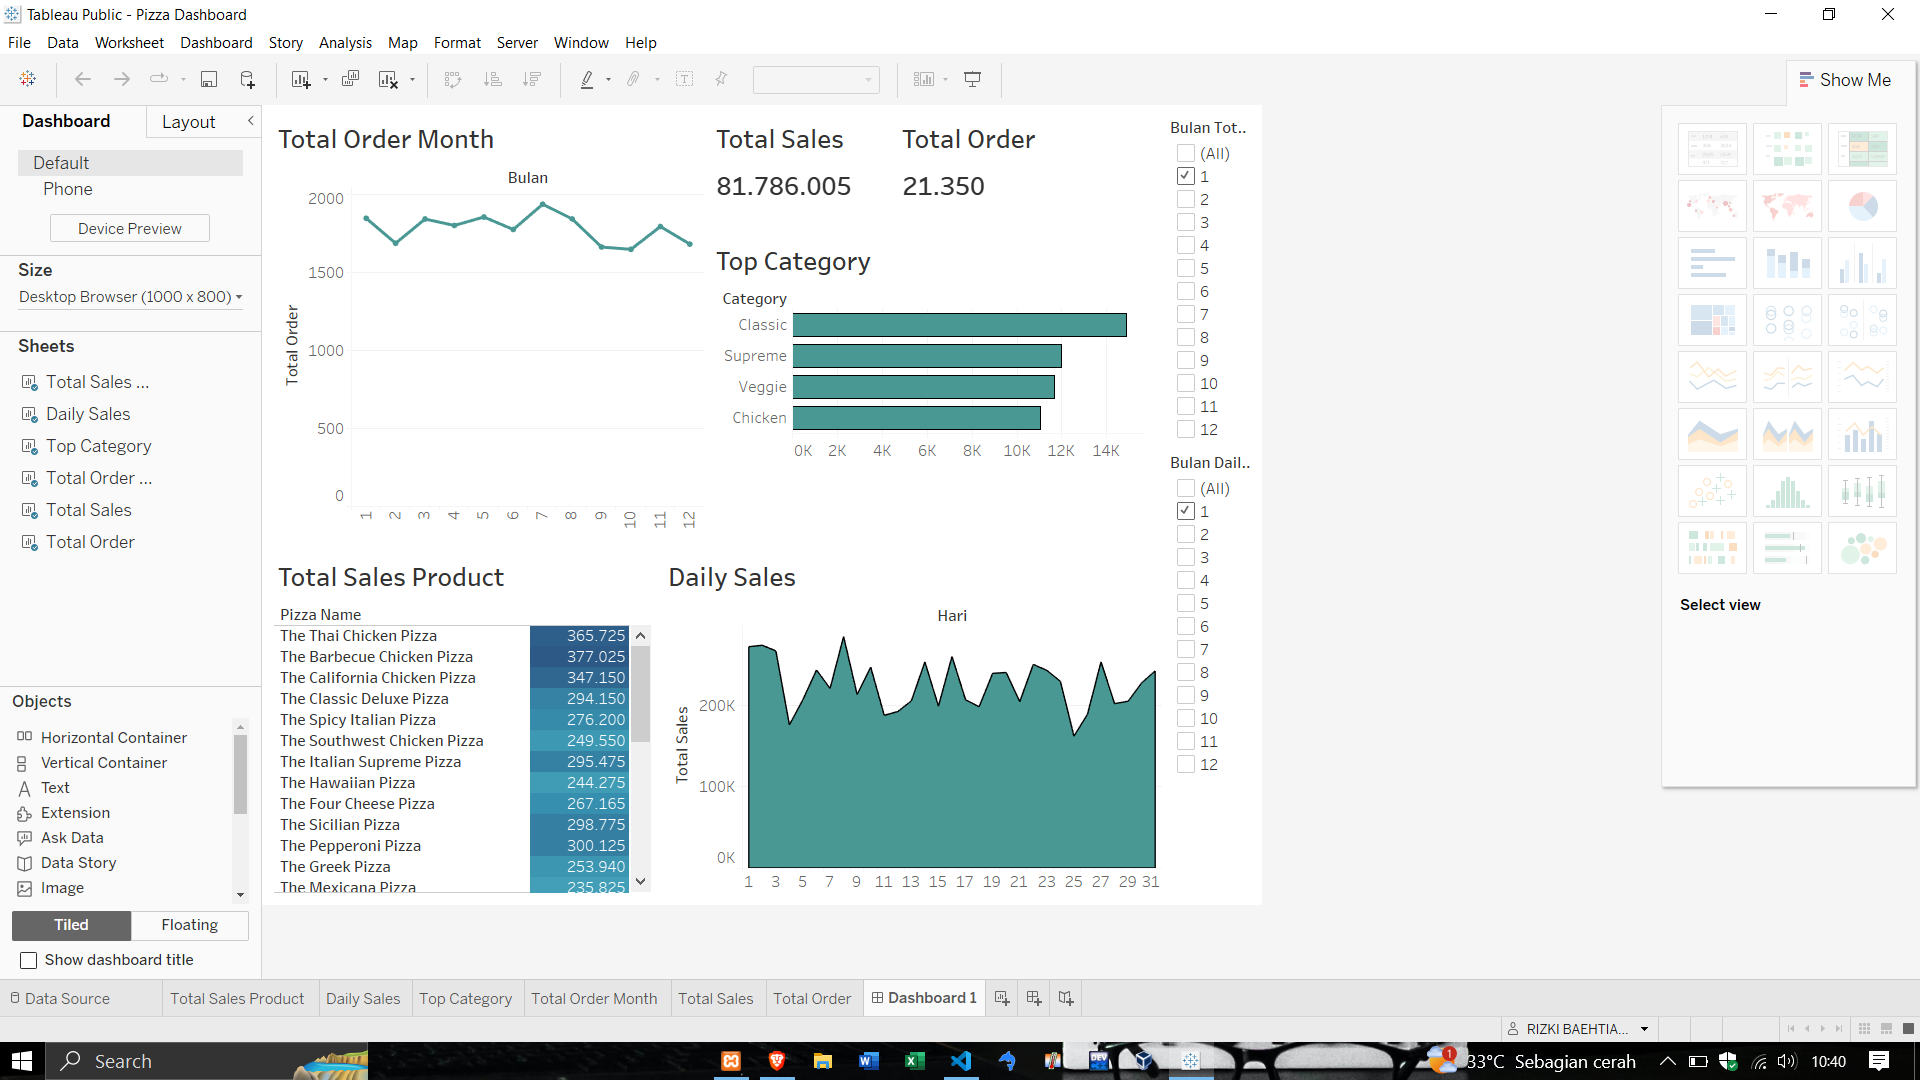 Tableau Public - Pizza Dashboard
File Data Worksheet Dashboard Story Analysis Map Format Server Window Help
Show Me
Dashboard Layout
Default
Phone
Device Preview
Size
Desktop Browser (1000 x 800)
Sheets
Total Sales ...
Daily Sales
Top Category
Total Order ...
Total Sales
Total Order
Objects
Horizontal Container
Vertical Container
Text
Extension
Ask Data
Data Story
Image
Tiled Floating
Show dashboard title
Total Order Month
Bulan
Total Order
2000
1500
1000
500
0
1 2 3 4 5 6 7 8 9 10 11 12
Total Sales
81.786.005
Total Order
21.350
Top Category
Category
Classic
Supreme
Veggie
Chicken
0K 2K 4K 6K 8K 10K 12K 14K
Bulan Tot..
(All)
1
2
3
4
5
6
7
8
9
10
11
12
Bulan Dail..
(All)
1
2
3
4
5
6
7
8
9
10
11
12
Total Sales Product
Pizza Name
The Thai Chicken Pizza 365.725
The Barbecue Chicken Pizza 377.025
The California Chicken Pizza 347.150
The Classic Deluxe Pizza 294.150
The Spicy Italian Pizza 276.200
The Southwest Chicken Pizza 249.550
The Italian Supreme Pizza 295.475
The Hawaiian Pizza 244.275
The Four Cheese Pizza 267.165
The Sicilian Pizza 298.775
The Pepperoni Pizza 300.125
The Greek Pizza 253.940
The Mexicana Pizza 235.825
Daily Sales
Hari
Total Sales
200K
100K
0K
1 3 5 7 9 11 13 15 17 19 21 23 25 27 29 31
Select view
Data Source Total Sales Product Daily Sales Top Category Total Order Month Total Sales Total Order Dashboard 1
RIZKI BAEHTIA...
Search
DEV
1
33°C Sebagian cerah
10:40